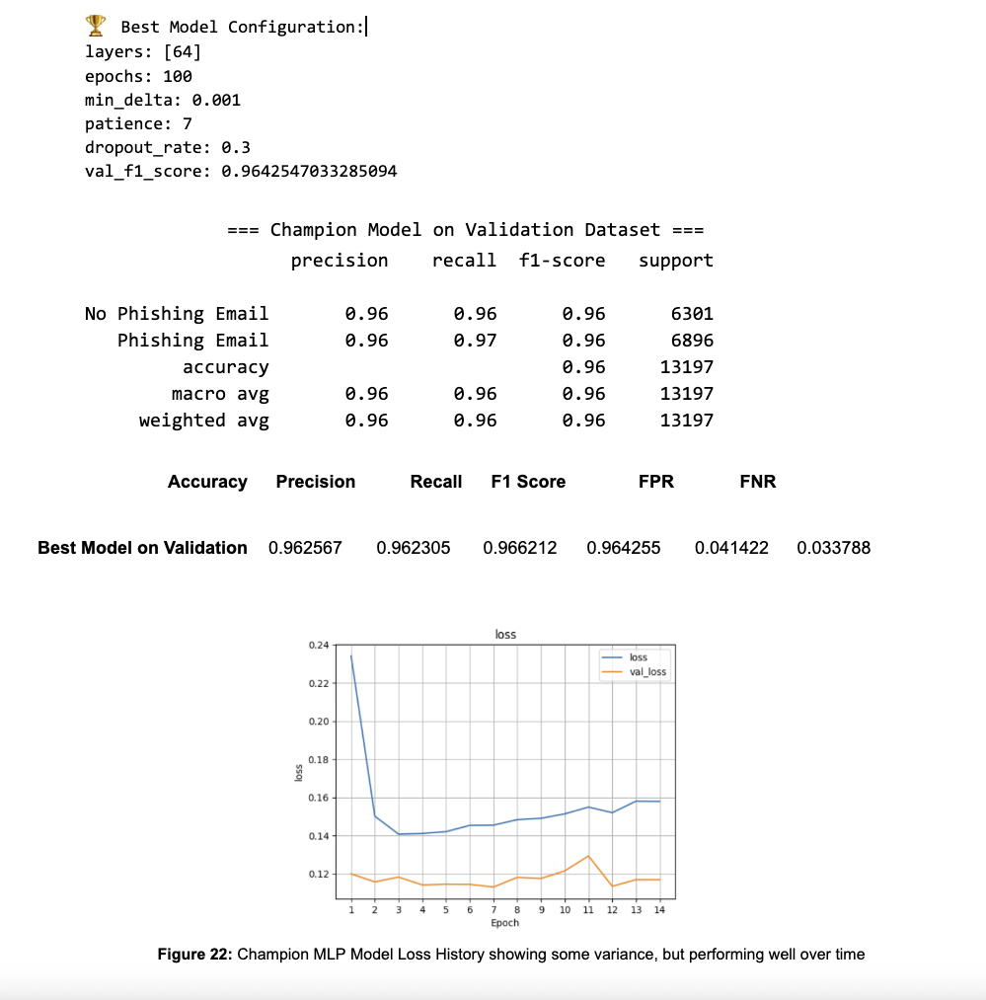 🏆 Best Model Configuration:
layers: [64]
epochs: 100
min_delta: 0.001
patience: 7
dropout_rate: 0.3
val_f1_score: 0.9642547033285094
=== Champion Model on Validation Dataset ===
precision recall f1-score support
No Phishing Email 0.96 0.96 0.96 6301
Phishing Email 0.96 0.97 0.96 6896
accuracy 0.96 13197
macro avg 0.96 0.96 0.96 13197
weighted avg 0.96 0.96 0.96 13197
Accuracy Precision Recall F1 Score FPR FNR
Best Model on Validation 0.962567 0.962305 0.966212 0.964255 0.041422 0.033788
loss
loss
val_loss
0.24
0.22
0.20
0.18
0.16
0.14
0.12
loss
1 2 3 4 5 6 7 8 9 10 11 12 13 14
Epoch
Figure 22: Champion MLP Model Loss History showing some variance, but performing well over time